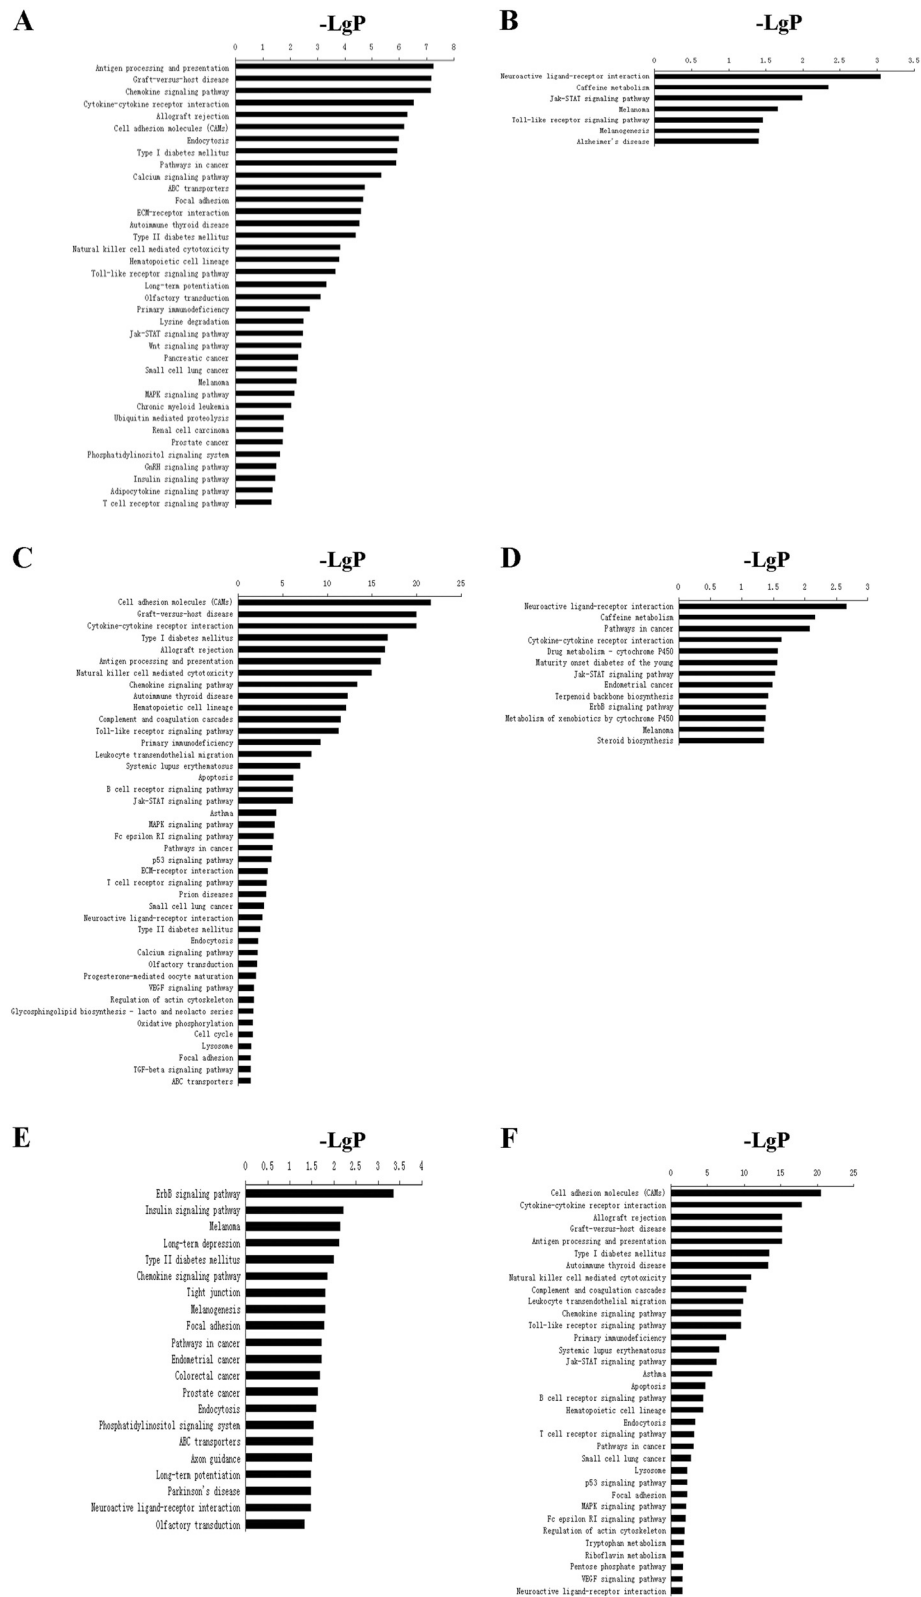 A
-LgP
0 1 2 3 4 5 6 7 8
Antigen processing and presentation
Graft-versus-host disease
Chemokine signaling pathway
Cytokine-cytokine receptor interaction
Allograft rejection
Cell adhesion molecules (CAMs)
Endocytosis
Type I diabetes mellitus
Pathways in cancer
Calcium signaling pathway
ABC transporters
Focal adhesion
ECM-receptor interaction
Autoimmune thyroid disease
Type II diabetes mellitus
Natural killer cell mediated cytotoxicity
Hematopoietic cell lineage
Toll-like receptor signaling pathway
Long-term potentiation
Olfactory transduction
Primary immunodeficiency
Lysine degradation
Jak-STAT signaling pathway
Wnt signaling pathway
Pancreatic cancer
Small cell lung cancer
Melanoma
MAPK signaling pathway
Chronic myeloid leukemia
Ubiquitin mediated proteolysis
Renal cell carcinoma
Prostate cancer
Phosphatidylinositol signaling system
GnRH signaling pathway
Insulin signaling pathway
Adipocytokine signaling pathway
T cell receptor signaling pathway
B
-LgP
0 0.5 1 1.5 2 2.5 3 3.5
Neuroactive ligand-receptor interaction
Caffeine metabolism
Jak-STAT signaling pathway
Melanoma
Toll-like receptor signaling pathway
Melanogenesis
Alzheimer's disease
C
-LgP
0 5 10 15 20 25
Cell adhesion molecules (CAMs)
Graft-versus-host disease
Cytokine-cytokine receptor interaction
Type I diabetes mellitus
Allograft rejection
Antigen processing and presentation
Natural killer cell mediated cytotoxicity
Chemokine signaling pathway
Autoimmune thyroid disease
Hematopoietic cell lineage
Complement and coagulation cascades
Toll-like receptor signaling pathway
Primary immunodeficiency
Leukocyte transendothelial migration
Systemic lupus erythematosus
Apoptosis
B cell receptor signaling pathway
Jak-STAT signaling pathway
Asthma
MAPK signaling pathway
Fc epsilon RI signaling pathway
Pathways in cancer
p53 signaling pathway
ECM-receptor interaction
T cell receptor signaling pathway
Prion diseases
Small cell lung cancer
Neuroactive ligand-receptor interaction
Type II diabetes mellitus
Endocytosis
Calcium signaling pathway
Olfactory transduction
Progesterone-mediated oocyte maturation
VEGF signaling pathway
Regulation of actin cytoskeleton
Glycosphingolipid biosynthesis - lacto and neolacto series
Oxidative phosphorylation
Cell cycle
Lysosome
Focal adhesion
TGF-beta signaling pathway
ABC transporters
D
-LgP
0 0.5 1 1.5 2 2.5 3
Neuroactive ligand-receptor interaction
Caffeine metabolism
Pathways in cancer
Cytokine-cytokine receptor interaction
Drug metabolism - cytochrome P450
Maturity onset diabetes of the young
Jak-STAT signaling pathway
Endometrial cancer
Terpenoid backbone biosynthesis
ErbB signaling pathway
Metabolism of xenobiotics by cytochrome P450
Melanoma
Steroid biosynthesis
E
-LgP
0 0.5 1 1.5 2 2.5 3 3.5 4
ErbB signaling pathway
Insulin signaling pathway
Melanoma
Long-term depression
Type II diabetes mellitus
Chemokine signaling pathway
Tight junction
Melanogenesis
Focal adhesion
Pathways in cancer
Endometrial cancer
Colorectal cancer
Prostate cancer
Endocytosis
Phosphatidylinositol signaling system
ABC transporters
Axon guidance
Long-term potentiation
Parkinson's disease
Neuroactive ligand-receptor interaction
Olfactory transduction
F
-LgP
0 5 10 15 20 25
Cell adhesion molecules (CAMs)
Cytokine-cytokine receptor interaction
Allograft rejection
Graft-versus-host disease
Antigen processing and presentation
Type I diabetes mellitus
Autoimmune thyroid disease
Natural killer cell mediated cytotoxicity
Complement and coagulation cascades
Leukocyte transendothelial migration
Chemokine signaling pathway
Toll-like receptor signaling pathway
Primary immunodeficiency
Systemic lupus erythematosus
Jak-STAT signaling pathway
Asthma
Apoptosis
B cell receptor signaling pathway
Hematopoietic cell lineage
Endocytosis
T cell receptor signaling pathway
Pathways in cancer
Small cell lung cancer
Lysosome
p53 signaling pathway
Focal adhesion
MAPK signaling pathway
Fc epsilon RI signaling pathway
Regulation of actin cytoskeleton
Tryptophan metabolism
Riboflavin metabolism
Pentose phosphate pathway
VEGF signaling pathway
Neuroactive ligand-receptor interaction